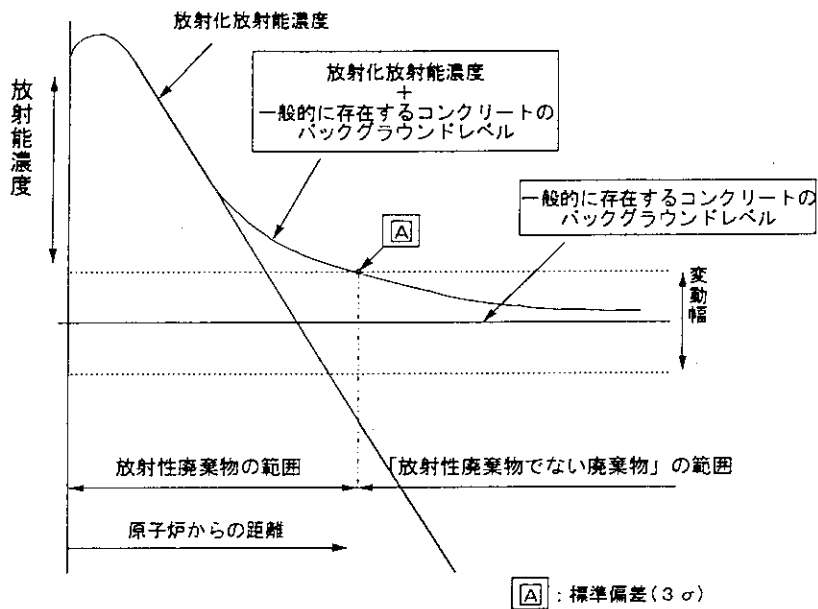 放射化放射能濃度
放射化放射能濃度
+
一般的に存在するコンクリートの
バックグラウンドレベル
放射能濃度
一般的に存在するコンクリートの
バックグラウンドレベル
A
変動幅
放射性廃棄物の範囲
「放射性廃棄物でない廃棄物」の範囲
原子炉からの距離
A：標準偏差(3σ)